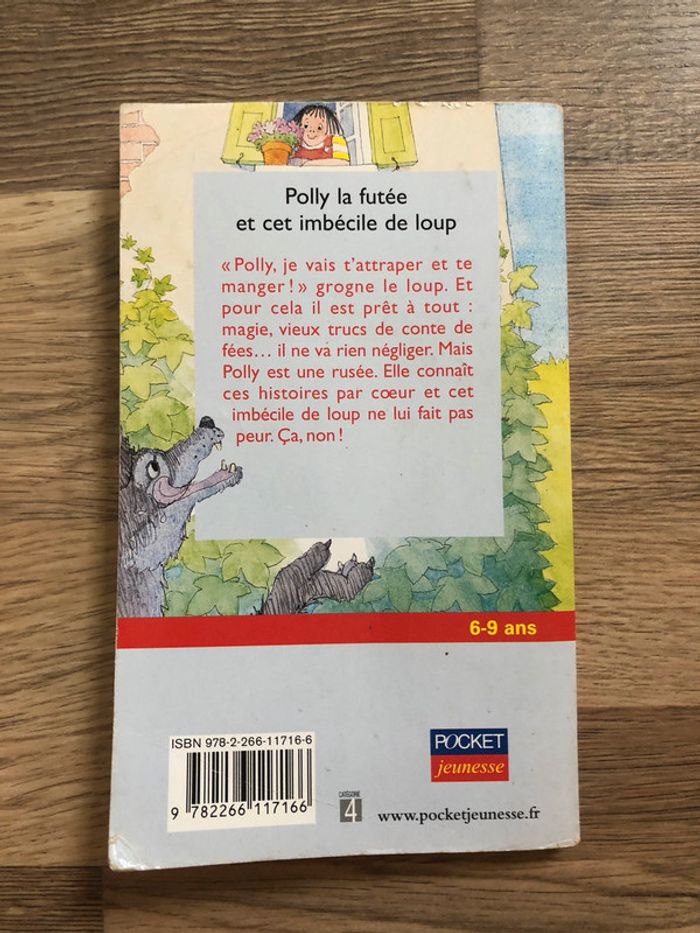 Polly la futée
et cet imbécile de loup
« Polly, je vais t'attraper et te
manger ! » grogne le loup. Et
pour cela il est prêt à tout :
magie, vieux trucs de conte de
fées... il ne va rien négliger. Mais
Polly est une rusée. Elle connaît
ces histoires par cœur et cet
imbécile de loup ne lui fait pas
peur. Ça, non !
6-9 ans
ISBN 978-2-266-11716-6
9 782266 117166
CATÉGORIE
4
POCKET
jeunesse
www.pocketjeunesse.fr